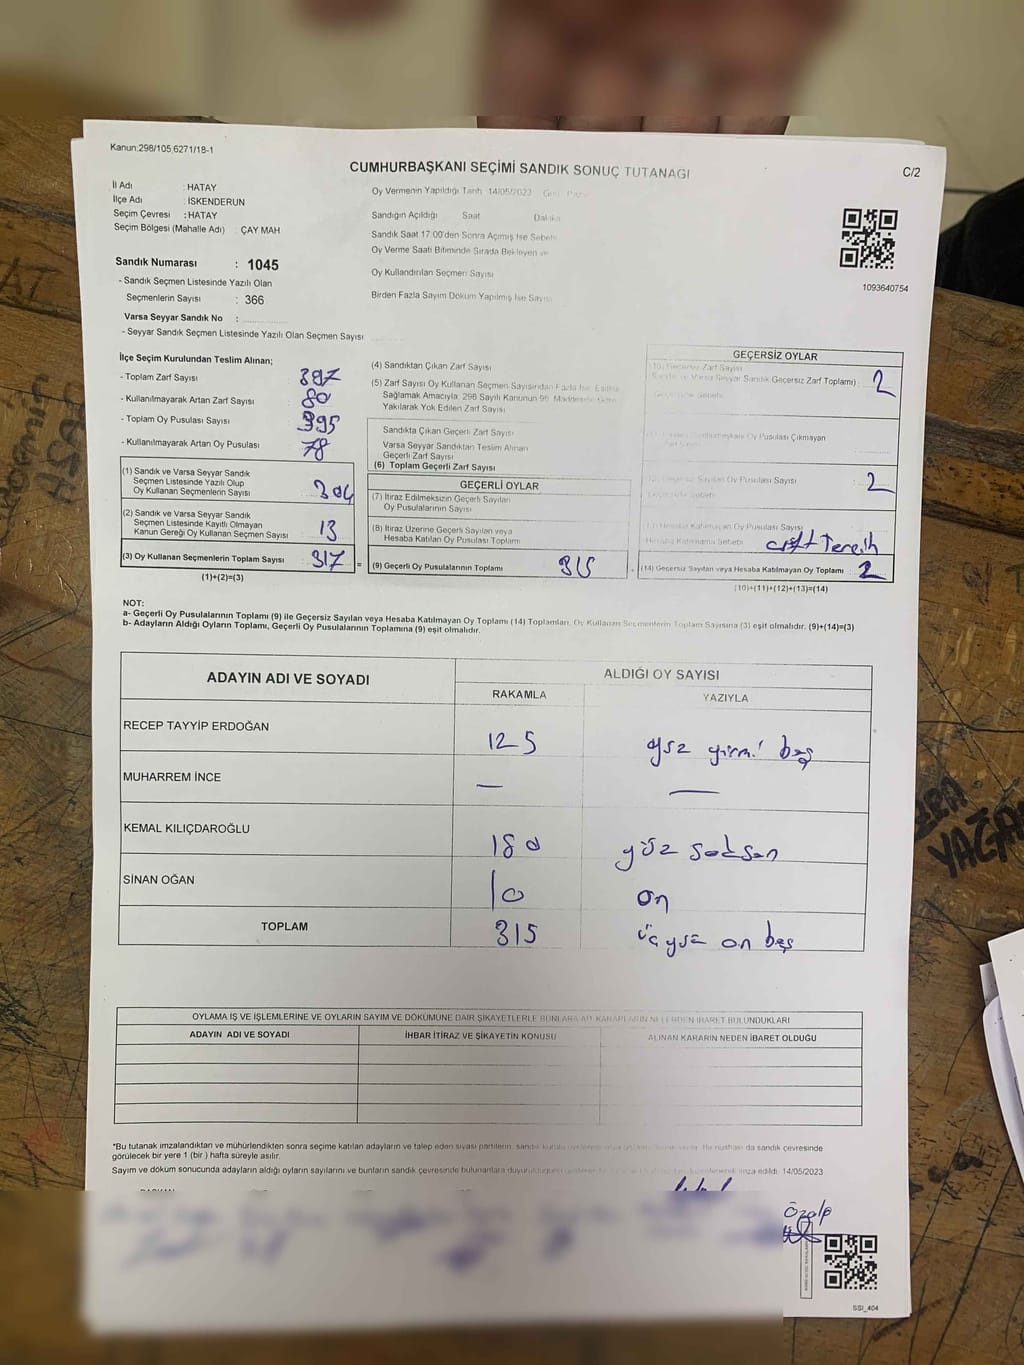 Kanun:298/105 6271/18-1
CUMHURBAŞKANI SEÇİMİ SANDIK SONUÇ TUTANAĞI
C/2
İl Adı : HATAY
İlçe Adı : İSKENDERUN
Seçim Çevresi : HATAY
Seçim Bölgesi (Mahalle Adı) : ÇAY MAH
Sandık Numarası : 1045
- Sandık Seçmen Listesinde Yazılı Olan
Seçmenlerin Sayısı : 366
Varsa Seyyar Sandık No :
- Seyyar Sandık Seçmen Listesinde Yazılı Olan Seçmen Sayısı
Oy Vermenin Yapıldığı Tarih 14/05/2023
Sandığın Açıldığı Saat Dakika
Sandık Saat 17:00'den Sonra Açımış İse Sebebi
Oy Verme Saati Bitiminde Sırada Bekleyen ve
Oy Kullandırılan Seçmen Sayısı
Birden Fazla Sayım Döküm Yapılmış İse Sayısı
1093640754
İlçe Seçim Kurulundan Teslim Alınan;
- Toplam Zarf Sayısı 397
- Kullanılmayarak Artan Zarf Sayısı 80
- Toplam Oy Pusulası Sayısı 395
- Kullanılmayarak Artan Oy Pusulası 78
(1) Sandık ve Varsa Seyyar Sandık
Seçmen Listesinde Yazılı Olup
Oy Kullanan Seçmenlerin Sayısı : 304
(2) Sandık ve Varsa Seyyar Sandık
Seçmen Listesinde Kayıtlı Olmayan
Kanun Gereği Oy Kullanan Seçmen Sayısı : 13
(3) Oy Kullanan Seçmenlerin Toplam Sayısı : 317
(1)+(2)=(3)
(4) Sandıktan Çıkan Zarf Sayısı
(5) Zarf Sayısı Oy Kullanan Seçmen Sayısından Fazla İse Eşitlik
Sağlamak Amacıyla, 298 Sayılı Kanunun 98. Maddesine Göre
Yakılarak Yok Edilen Zarf Sayısı
Sandıkta Çıkan Geçerli Zarf Sayısı
Varsa Seyyar Sandıktan Teslim Alınan
Geçerli Zarf Sayısı
(6) Toplam Geçerli Zarf Sayısı
GEÇERLİ OYLAR
(7) İtiraz Edilmeksizin Geçerli Sayılan
Oy Pusulalarının Sayısı
(8) İtiraz Üzerine Geçerli Sayılan veya
Hesaba Katılan Oy Pusulası Toplamı
(9) Geçerli Oy Pusulalarının Toplamı 315
GEÇERSİZ OYLAR
(10) Geçersiz Zarf Sayısı
(Sandık ve Varsa Seyyar Sandık Geçersiz Zarf Toplamı) : 2
Oy Pusulası Çıkmayan
Oy Pusulası Sayısı : 2
Hesaba Katılmayan Oy Pusulası Sayısı
Hesaba Katılmama Sebebi çift Tercih
(14) Geçersiz Sayılan veya Hesaba Katılmayan Oy Toplamı : 2
(10)+(11)+(12)+(13)=(14)
NOT:
a- Geçerli Oy Pusulalarının Toplamı (9) ile Geçersiz Sayılan veya Hesaba Katılmayan Oy Toplamı (14) Toplamları, Oy Kullanan Seçmenlerin Toplam Sayısına (3) eşit olmalıdır. (9)+(14)=(3)
b- Adayların Aldığı Oyların Toplamı, Geçerli Oy Pusulalarının Toplamına (9) eşit olmalıdır.
ADAYIN ADI VE SOYADI
ALDIĞI OY SAYISI
RAKAMLA YAZIYLA
RECEP TAYYİP ERDOĞAN 125 yüz yirmi beş
MUHARREM İNCE — —
KEMAL KILIÇDAROĞLU 180 yüz seksen
SİNAN OĞAN 10 on
TOPLAM 315 üç yüz on beş
OYLAMA İŞ VE İŞLEMLERİNE VE OYLARIN SAYIM VE DÖKÜMÜNE DAİR ŞİKAYETLERLE BUNLARA AİT KARARLARIN NELERDEN İBARET BULUNDUKLARI
ADAYIN ADI VE SOYADI İHBAR İTİRAZ VE ŞİKAYETİN KONUSU ALINAN KARARIN NEDEN İBARET OLDUĞU
*Bu tutanak imzalandıktan ve mühürlendikten sonra seçime katılan adayların ve talep eden siyasi partilerin, sandık kurulu Bir nüshası da sandık çevresinde
görülecek bir yere 1 (bir ) hafta süreyle asılır.
Sayım ve döküm sonucunda adayların aldığı oyların sayılarını ve bunların sandık çevresinde bulunanlara duyurulduğunu imza edildi. 14/05/2023
Özalp
SSI_404